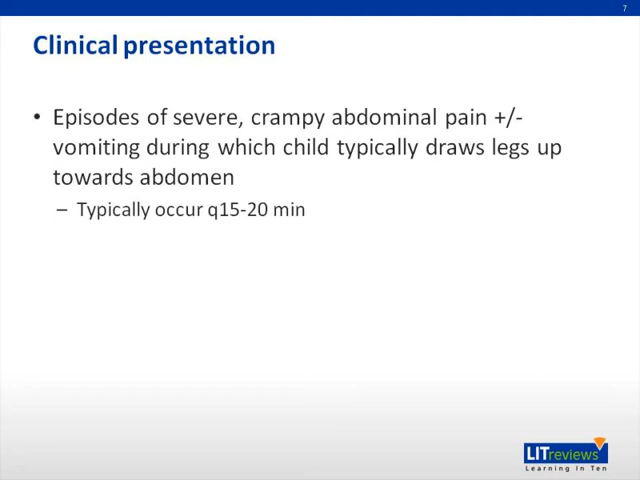 7
Clinical presentation
• Episodes of severe, crampy abdominal pain +/-
vomiting during which child typically draws legs up
towards abdomen
– Typically occur q15-20 min
LITreviews
Learning In Ten